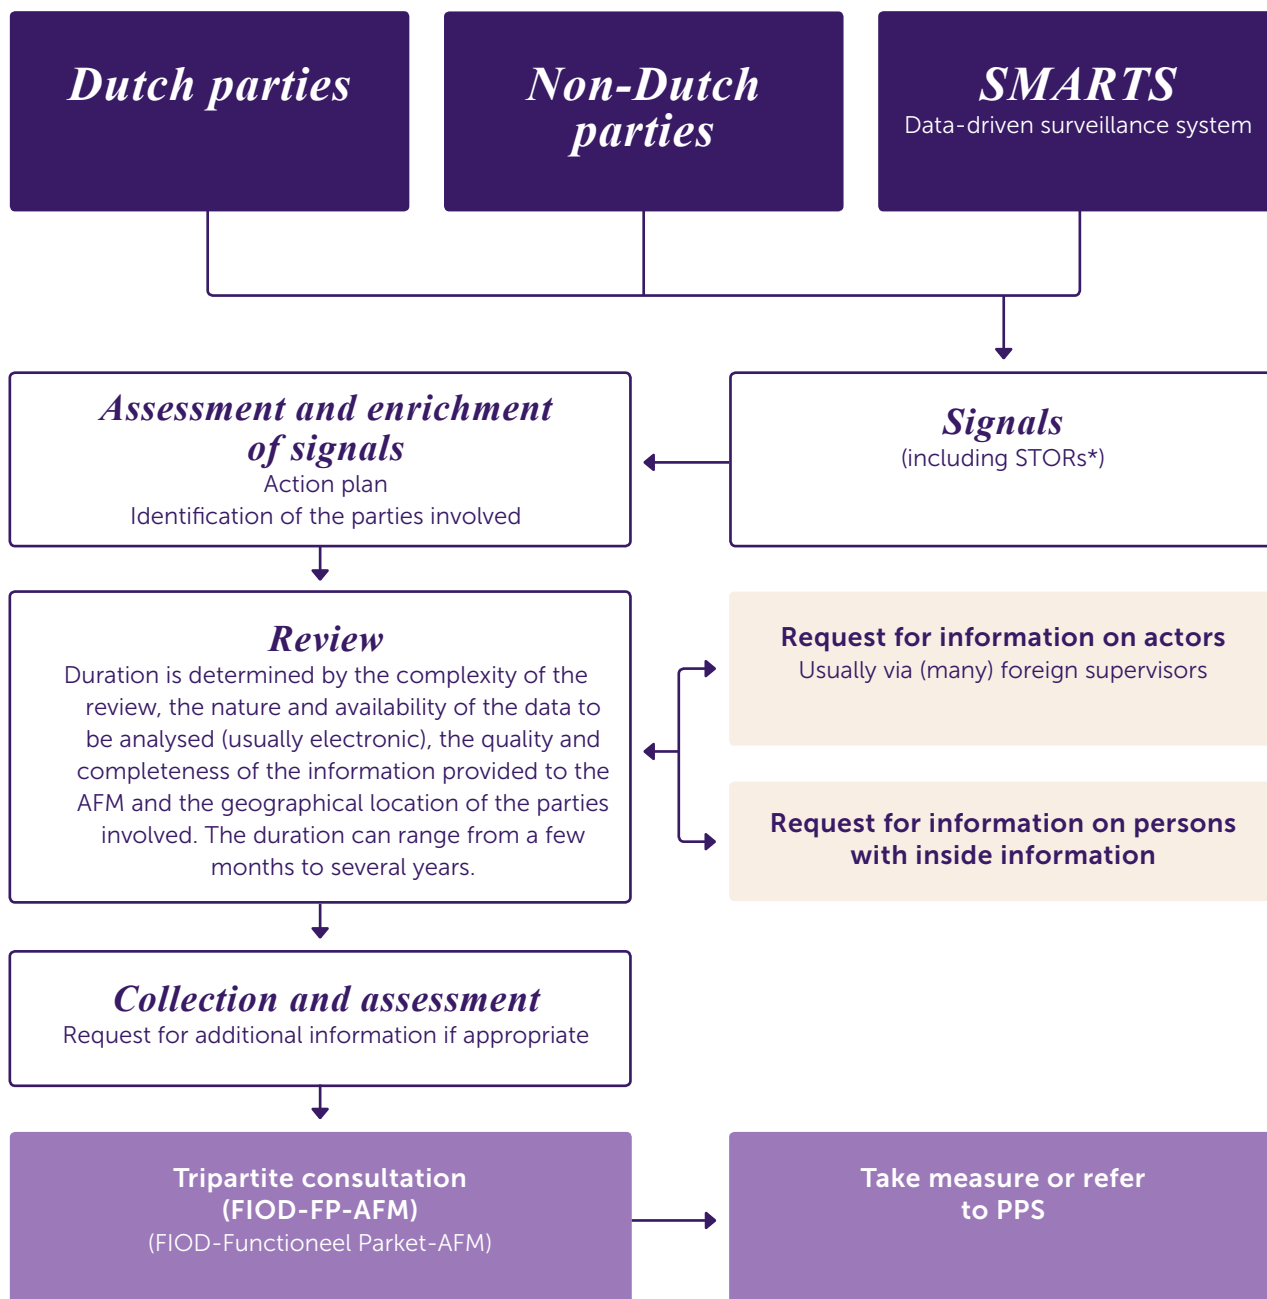 Dutch parties
Non-Dutch
parties
SMARTS
Data-driven surveillance system
Assessment and enrichment
of signals
Action plan
Identification of the parties involved
Signals
(including STORs*)
Review
Duration is determined by the complexity of the
review, the nature and availability of the data to
be analysed (usually electronic), the quality and
completeness of the information provided to the
AFM and the geographical location of the parties
involved. The duration can range from a few
months to several years.
Request for information on actors
Usually via (many) foreign supervisors
Request for information on persons
with inside information
Collection and assessment
Request for additional information if appropriate
Tripartite consultation
(FIOD-FP-AFM)
(FIOD-Functioneel Parket-AFM)
Take measure or refer
to PPS